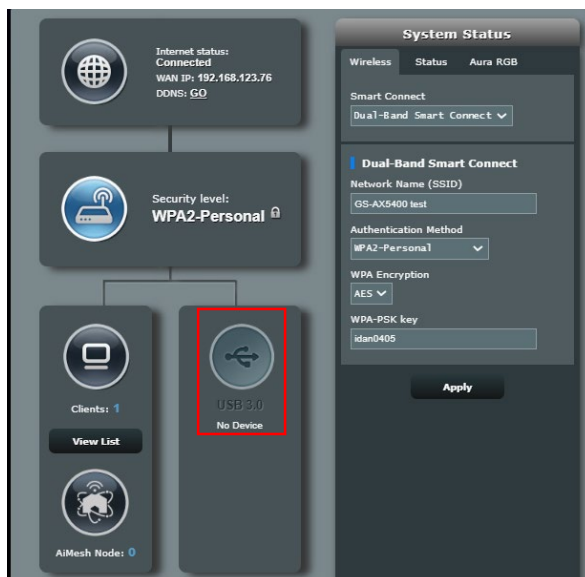 Internet status:
Connected
WAN IP: 192.168.123.76
DDNS: GO
Security level:
WPA2-Personal
Clients: 1
View List
AiMesh Node: 0
USB 3.0
No Device
System Status
Wireless Status Aura RGB
Smart Connect
Dual-Band Smart Connect
Dual-Band Smart Connect
Network Name (SSID)
GS-AX5400 test
Authentication Method
WPA2-Personal
WPA Encryption
AES
WPA-PSK key
idan0405
Apply